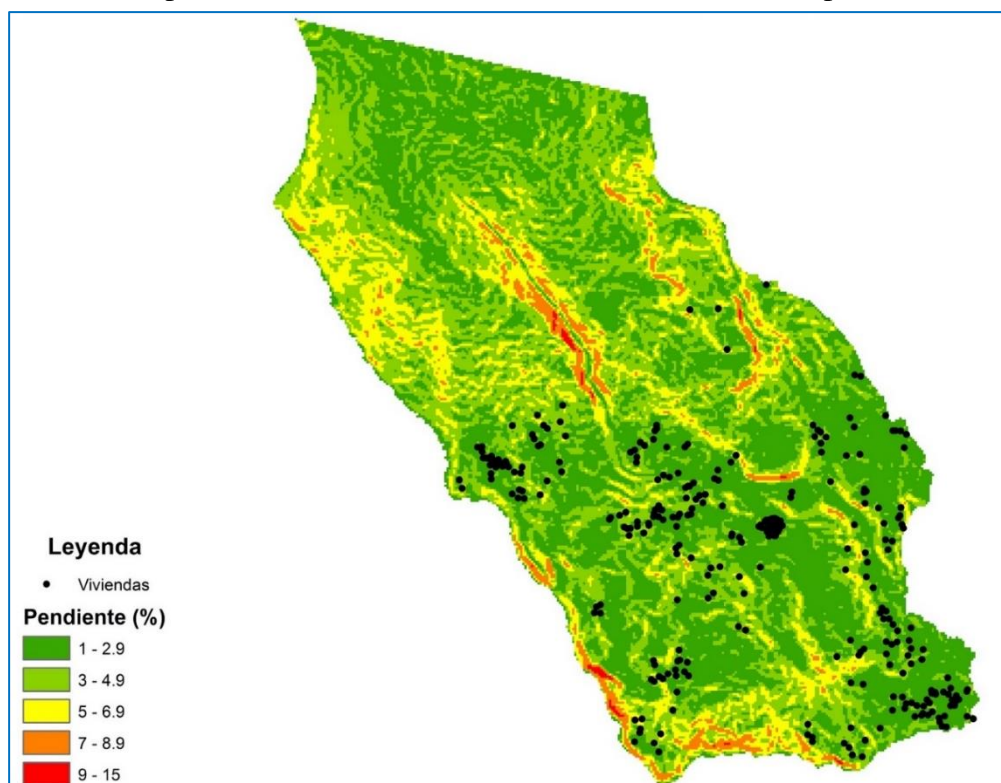 Leyenda
Viviendas
Pendiente (%)
1 - 2.9
3 - 4.9
5 - 6.9
7 - 8.9
9 - 15